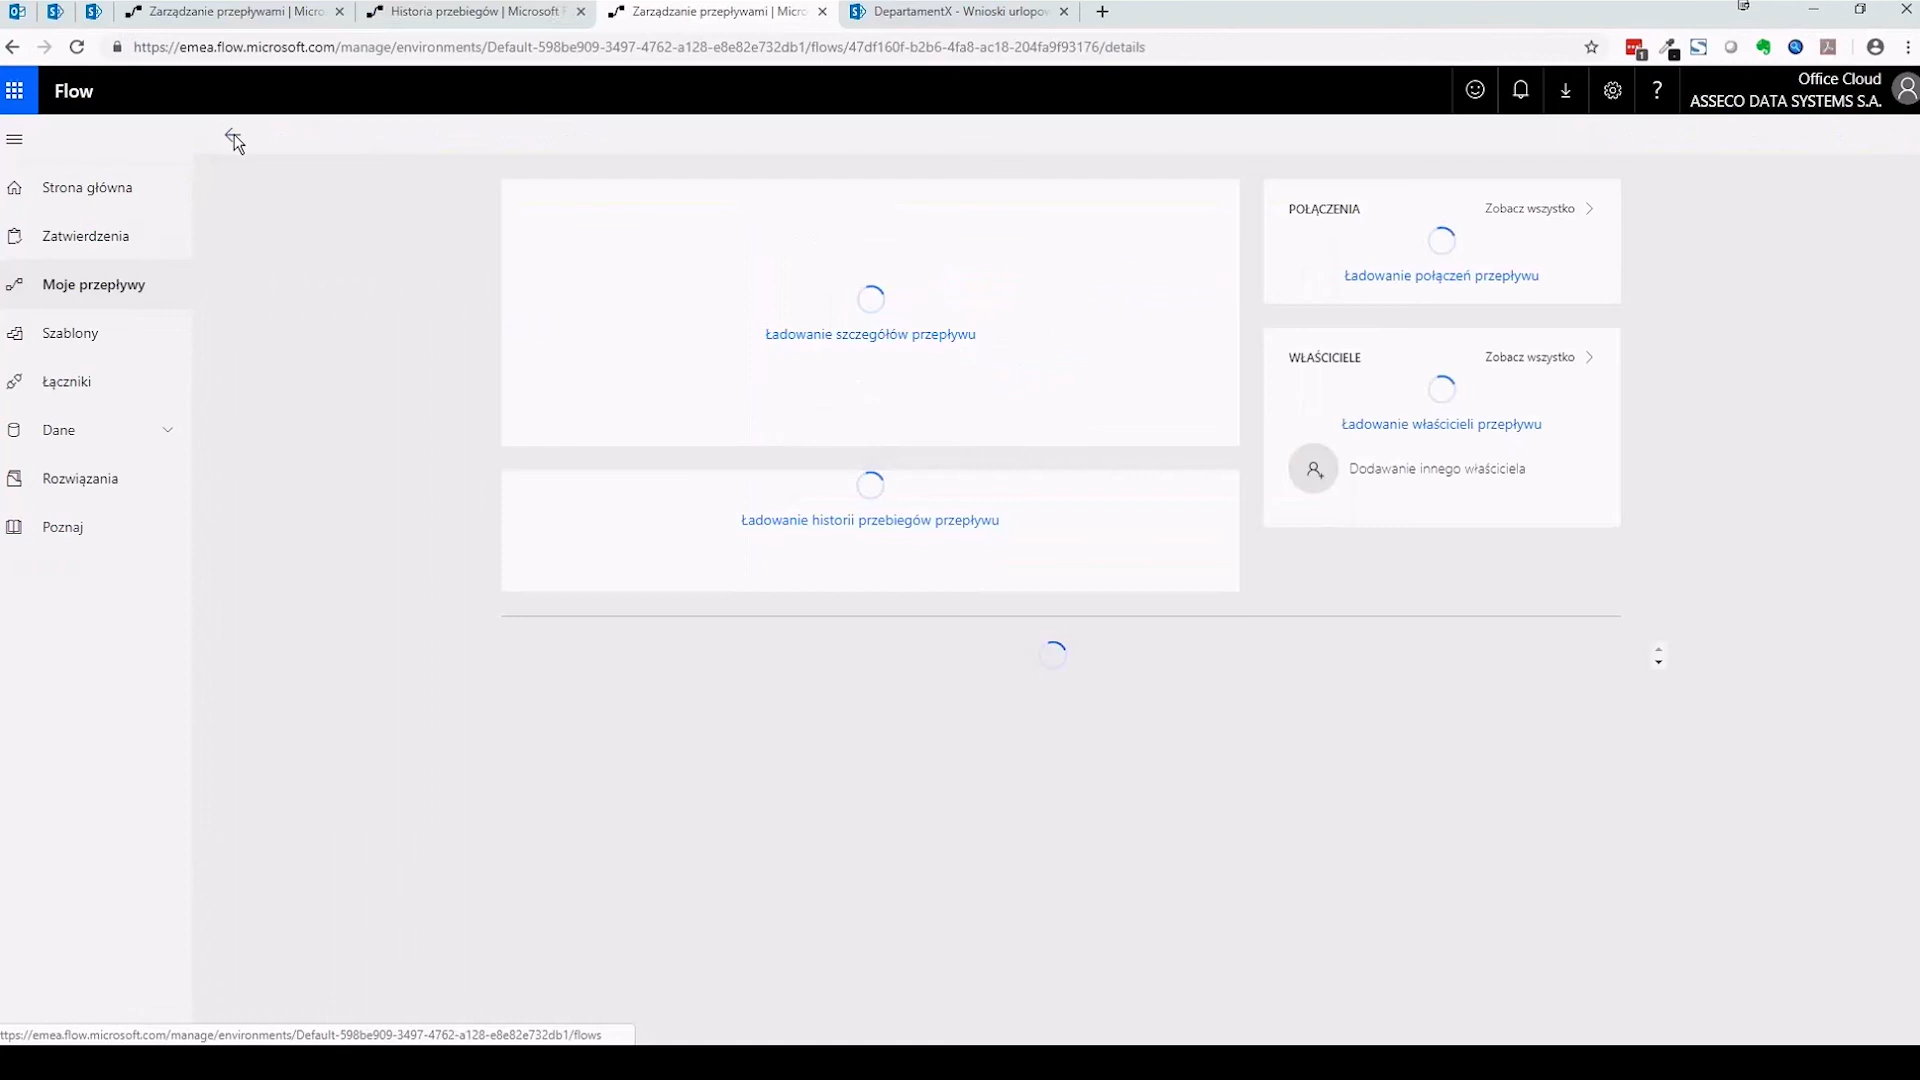 Zarządzanie przepływami | Micro
Historia przebiegów | Microsoft F
Zarządzanie przepływami | Micro
DepartamentX - Wnioski urlopow
https://emea.flow.microsoft.com/manage/environments/Default-598be909-3497-4762-a128-e8e82e732db1/flows/47df160f-b2b6-4fa8-ac18-204fa9f93176/details
1
Flow
?
Office Cloud
ASSECO DATA SYSTEMS S.A.
Strona główna
Zatwierdzenia
Moje przepływy
Szablony
Łączniki
Dane
Rozwiązania
Poznaj
Ładowanie szczegółów przepływu
Ładowanie historii przebiegów przepływu
POŁĄCZENIA
Zobacz wszystko
Ładowanie połączeń przepływu
WŁAŚCICIELE
Zobacz wszystko
Ładowanie właścicieli przepływu
Dodawanie innego właściciela
ttps://emea.flow.microsoft.com/manage/environments/Default-598be909-3497-4762-a128-e8e82e732db1/flows